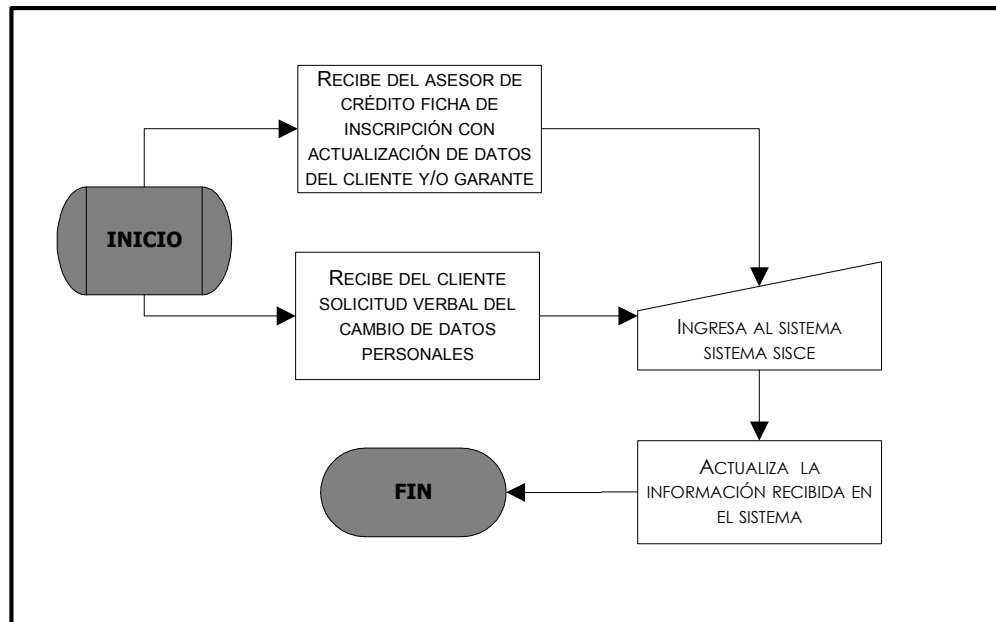 RECIBE DEL ASESOR DE
CRÉDITO FICHA DE
INSCRIPCIÓN CON
ACTUALIZACIÓN DE DATOS
DEL CLIENTE Y/O GARANTE
INICIO
RECIBE DEL CLIENTE
SOLICITUD VERBAL DEL
CAMBIO DE DATOS
PERSONALES
INGRESA AL SISTEMA
SISTEMA SISCE
ACTUALIZA LA
INFORMACIÓN RECIBIDA EN
EL SISTEMA
FIN